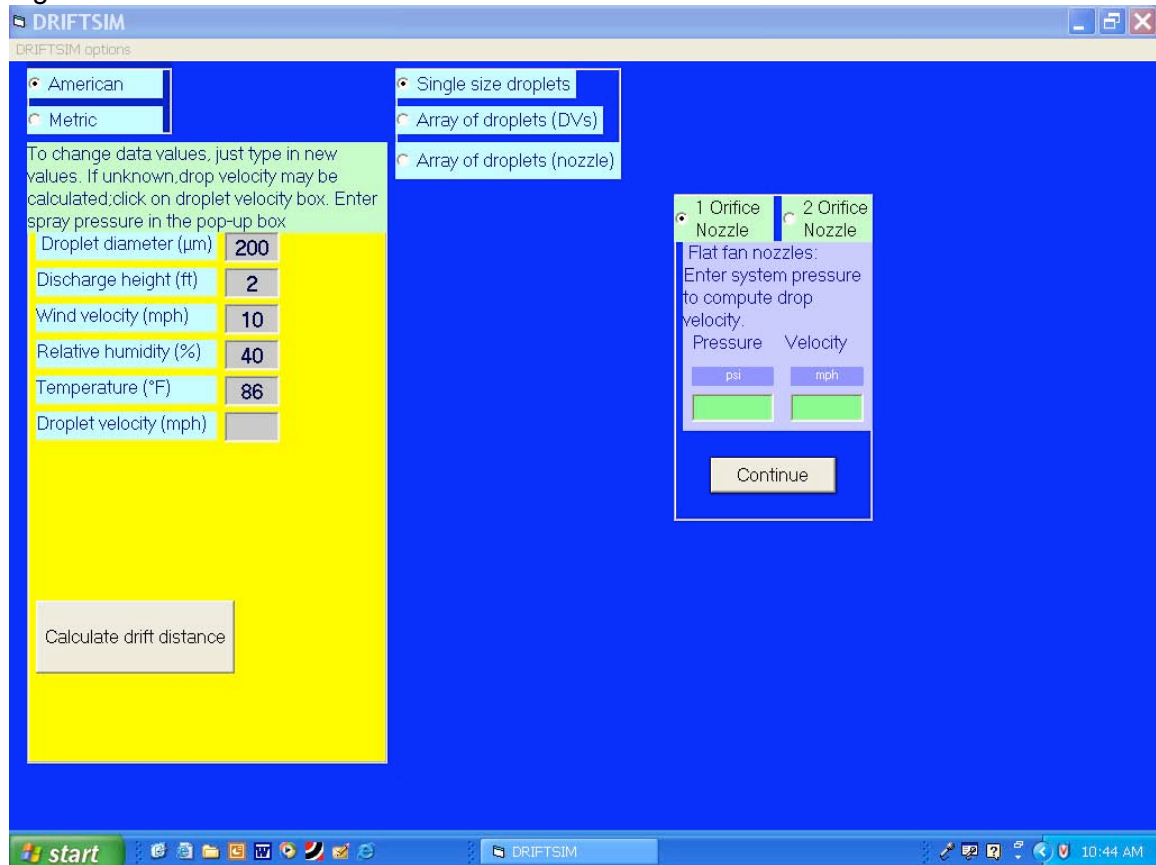 DRIFTSIM
DRIFTSIM options
American
Metric
Single size droplets
Array of droplets (DVs)
Array of droplets (nozzle)
To change data values, just type in new
values. If unknown,drop velocity may be
calculated;click on droplet velocity box. Enter
spray pressure in the pop-up box
Droplet diameter (µm) 200
Discharge height (ft) 2
Wind velocity (mph) 10
Relative humidity (%) 40
Temperature (°F) 86
Droplet velocity (mph)
Calculate drift distance
1 Orifice
Nozzle
2 Orifice
Nozzle
Flat fan nozzles:
Enter system pressure
to compute drop
velocity.
Pressure Velocity
psi mph
Continue
start
DRIFTSIM
10:44 AM